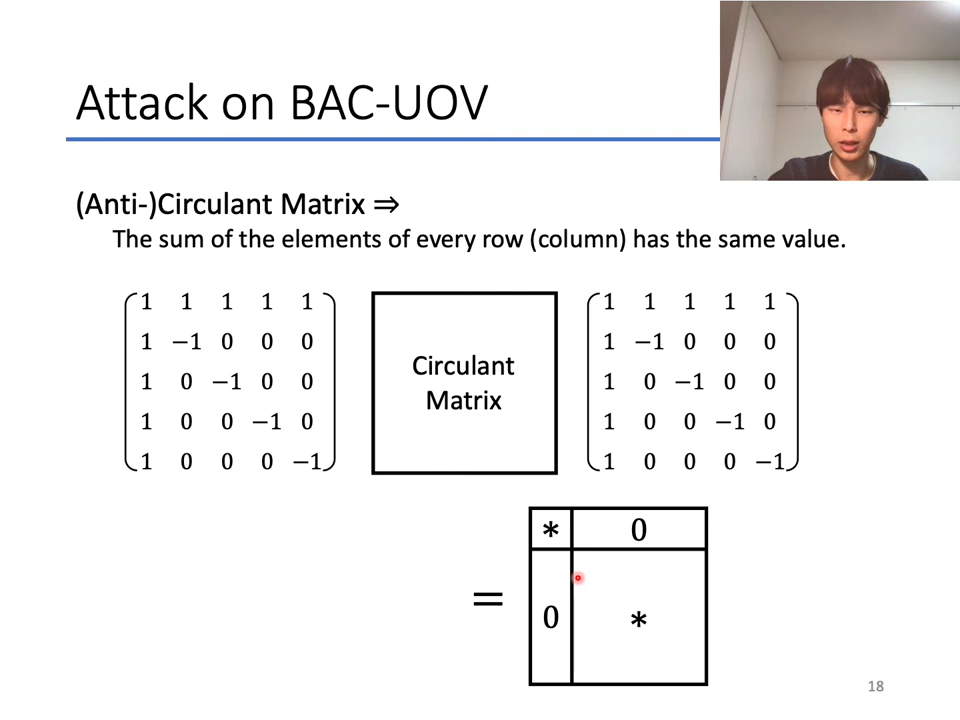 Attack on BAC-UOV
(Anti-)Circulant Matrix ⇒
The sum of the elements of every row (column) has the same value.
1 1 1 1 1
1 −1 0 0 0
1 0 −1 0 0
1 0 0 −1 0
1 0 0 0 −1
Circulant
Matrix
1 1 1 1 1
1 −1 0 0 0
1 0 −1 0 0
1 0 0 −1 0
1 0 0 0 −1
=
* 0
0 *
18